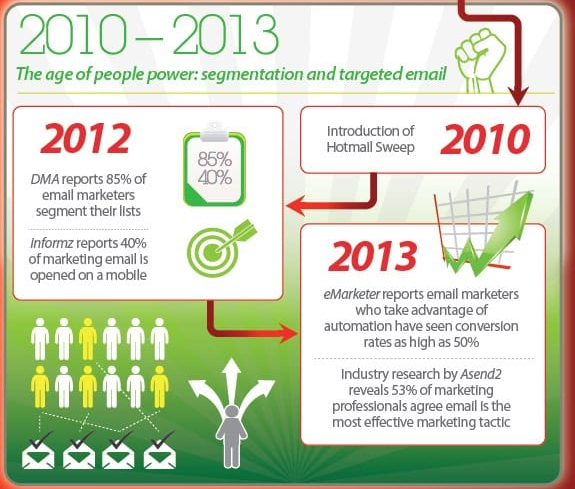 2010 – 2013
The age of people power: segmentation and targeted email
Introduction of
Hotmail Sweep
2010
2012
85%
40%
DMA reports 85% of
email marketers
segment their lists
Informz reports 40%
of marketing email is
opened on a mobile
2013
eMarketer reports email marketers
who take advantage of
automation have seen conversion
rates as high as 50%
Industry research by Asend2
reveals 53% of marketing
professionals agree email is the
most effective marketing tactic